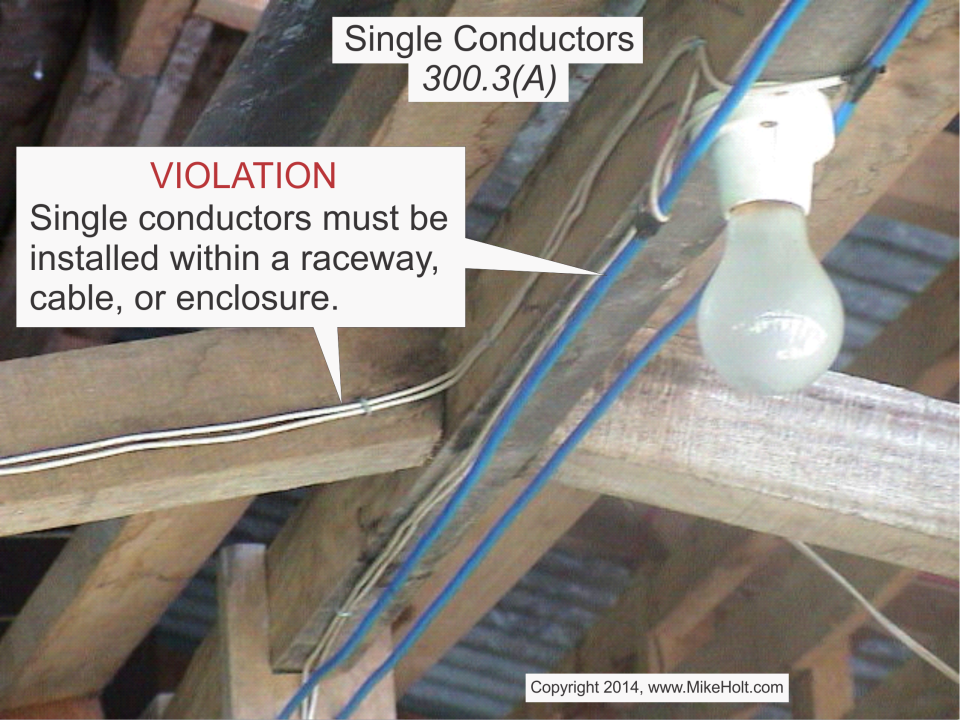 Single Conductors
300.3(A)
VIOLATION
Single conductors must be
installed within a raceway,
cable, or enclosure.
Copyright 2014, www.MikeHolt.com